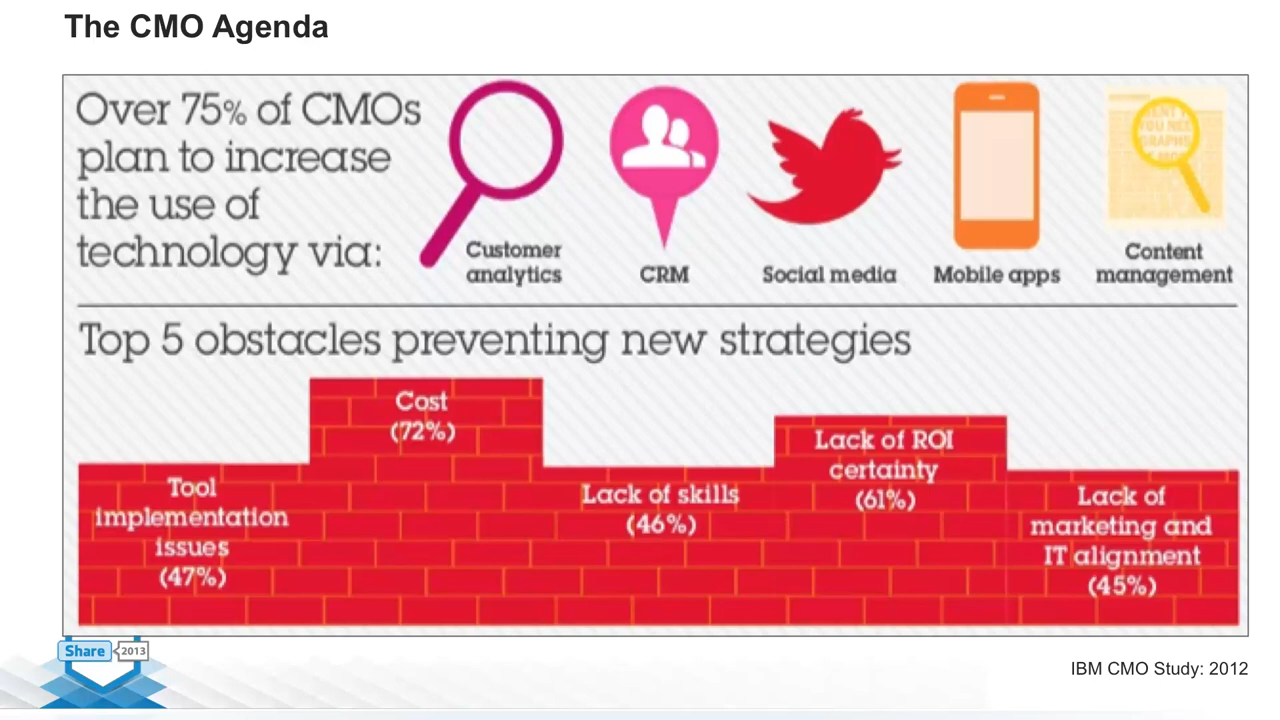 The CMO Agenda
Over 75% of CMOs
plan to increase
the use of
technology via:
Customer
analytics
CRM
Social media
Mobile apps
Content
management
Top 5 obstacles preventing new strategies
Tool
implementation
issues
(47%)
Cost
(72%)
Lack of skills
(46%)
Lack of ROI
certainty
(61%)
Lack of
marketing and
IT alignment
(45%)
Share 2013
IBM CMO Study: 2012